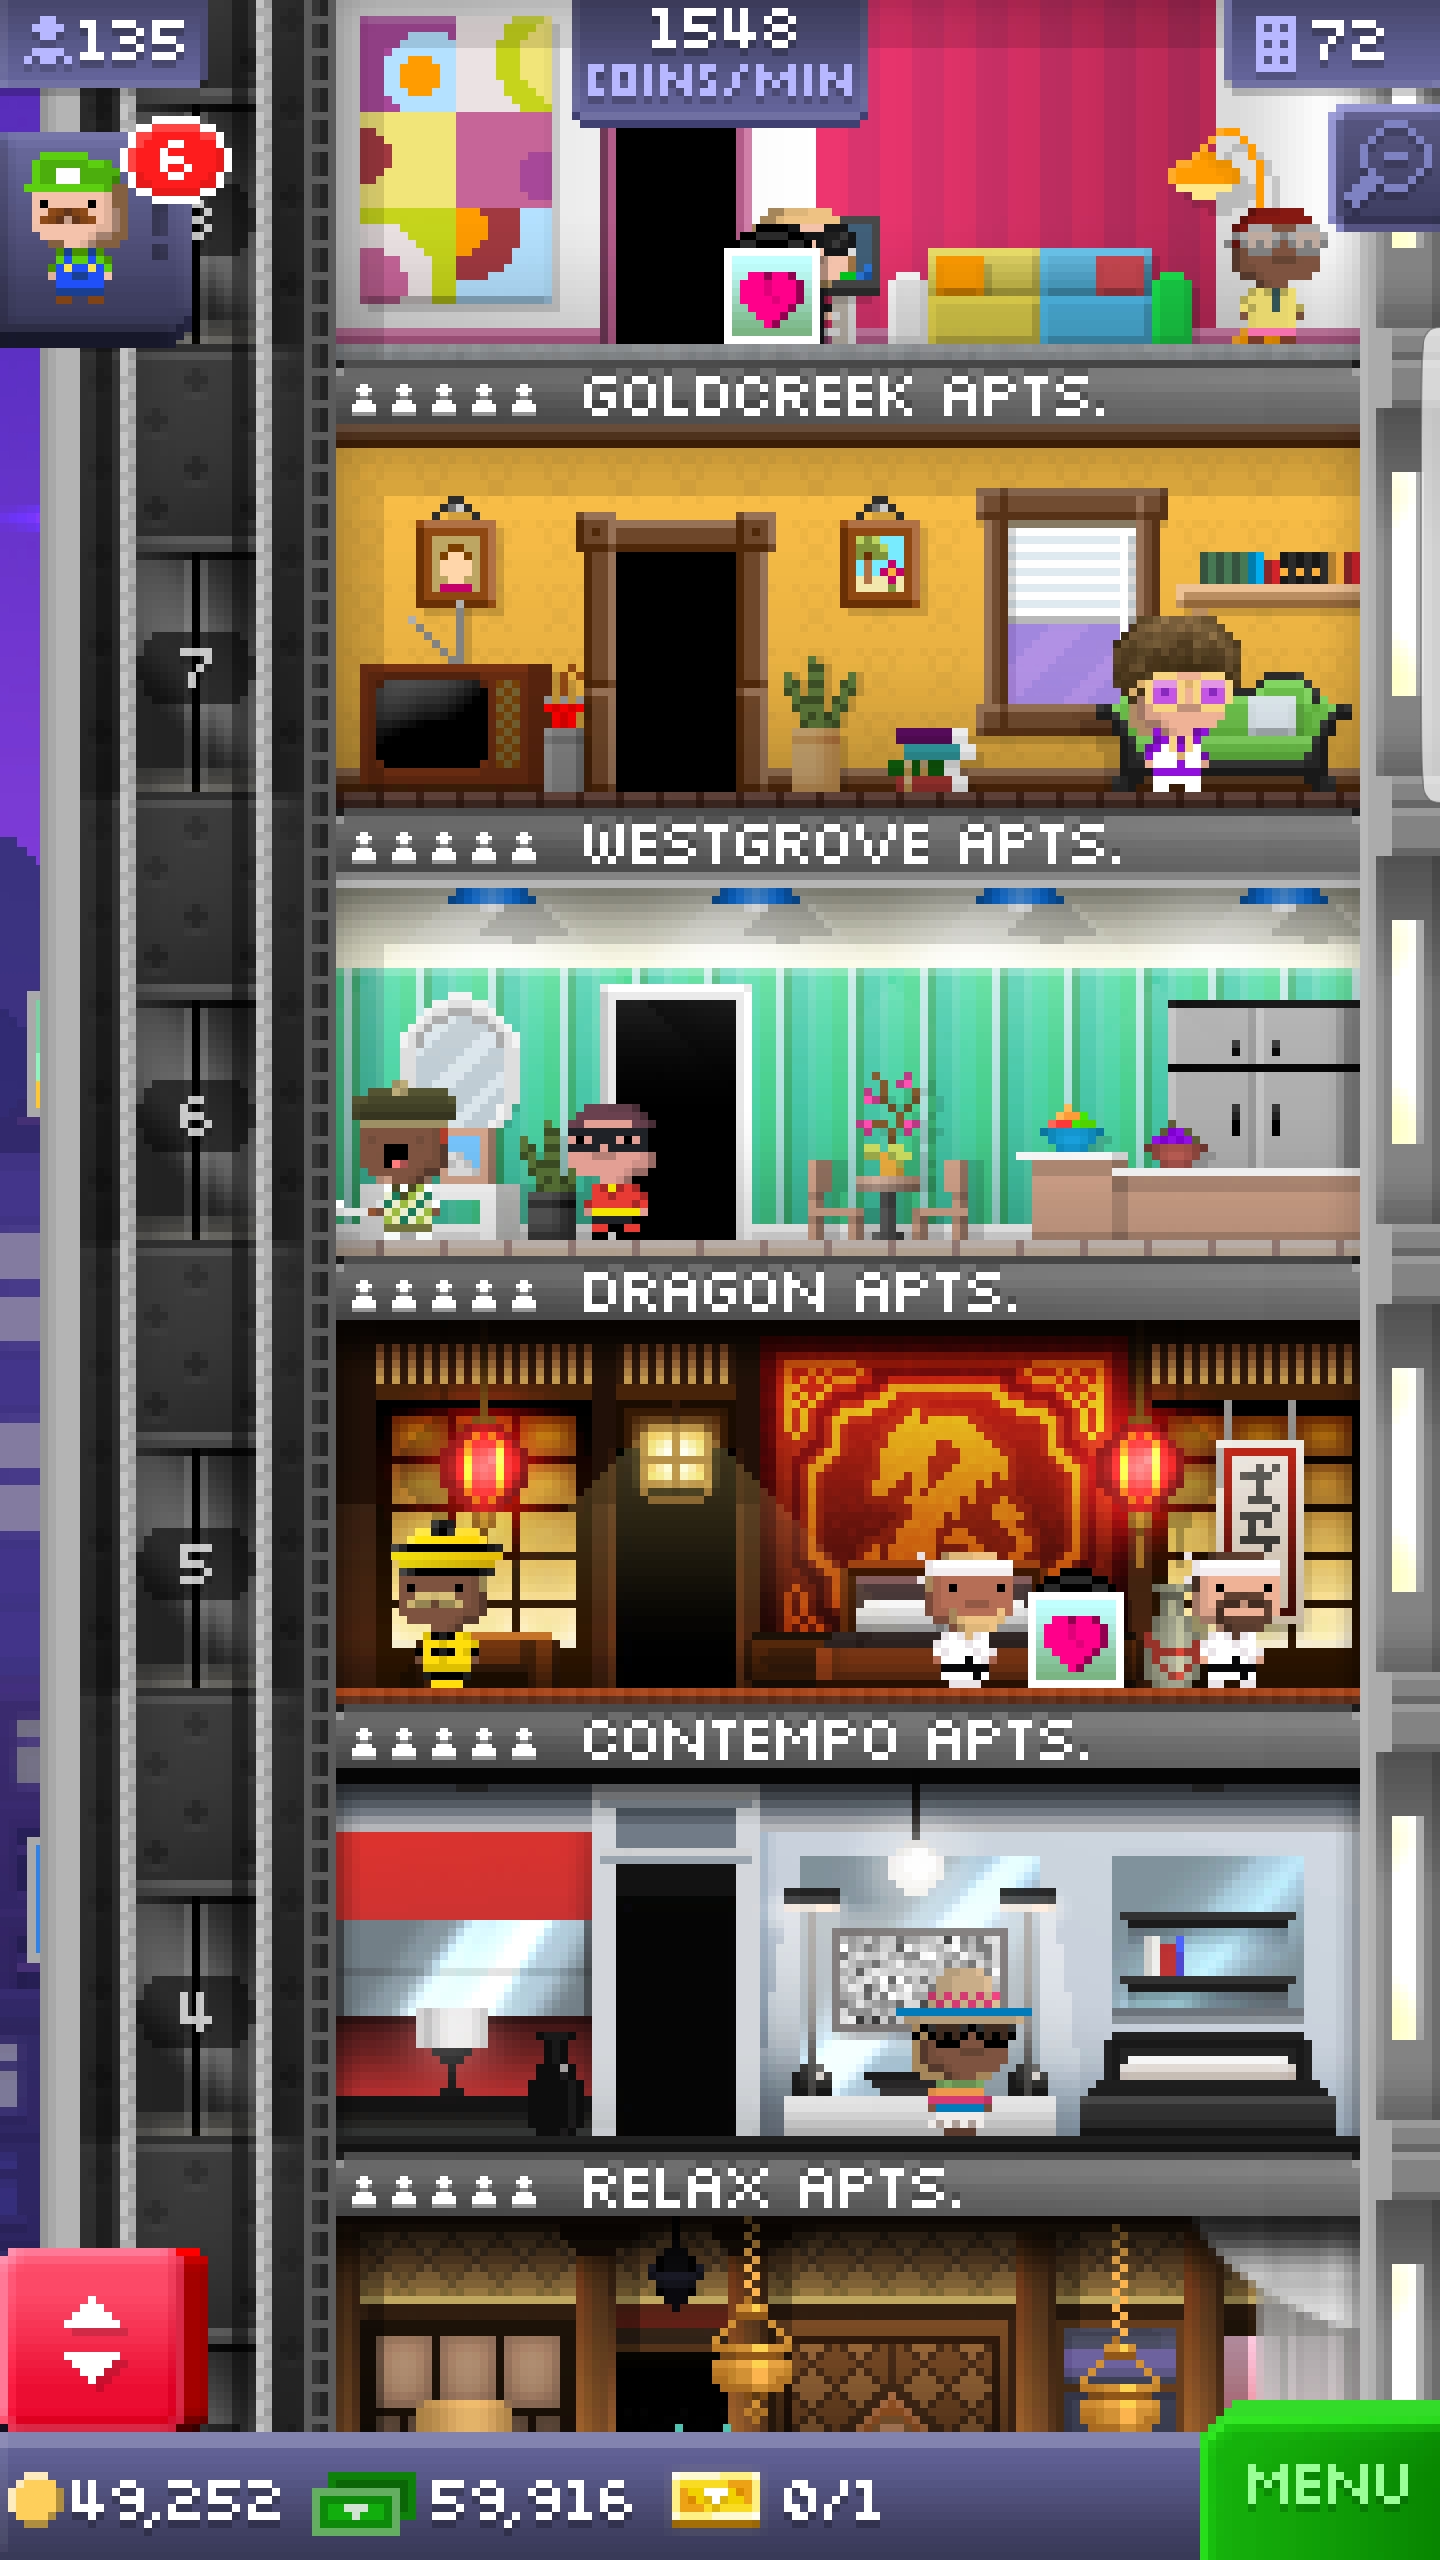 135
1548
COINS/MIN
72
6
8
GOLDCREEK APTS.
7
WESTGROVE APTS.
6
DRAGON APTS.
5
CONTEMPO APTS.
4
RELAX APTS.
49,252
59,916
0/1
MENU